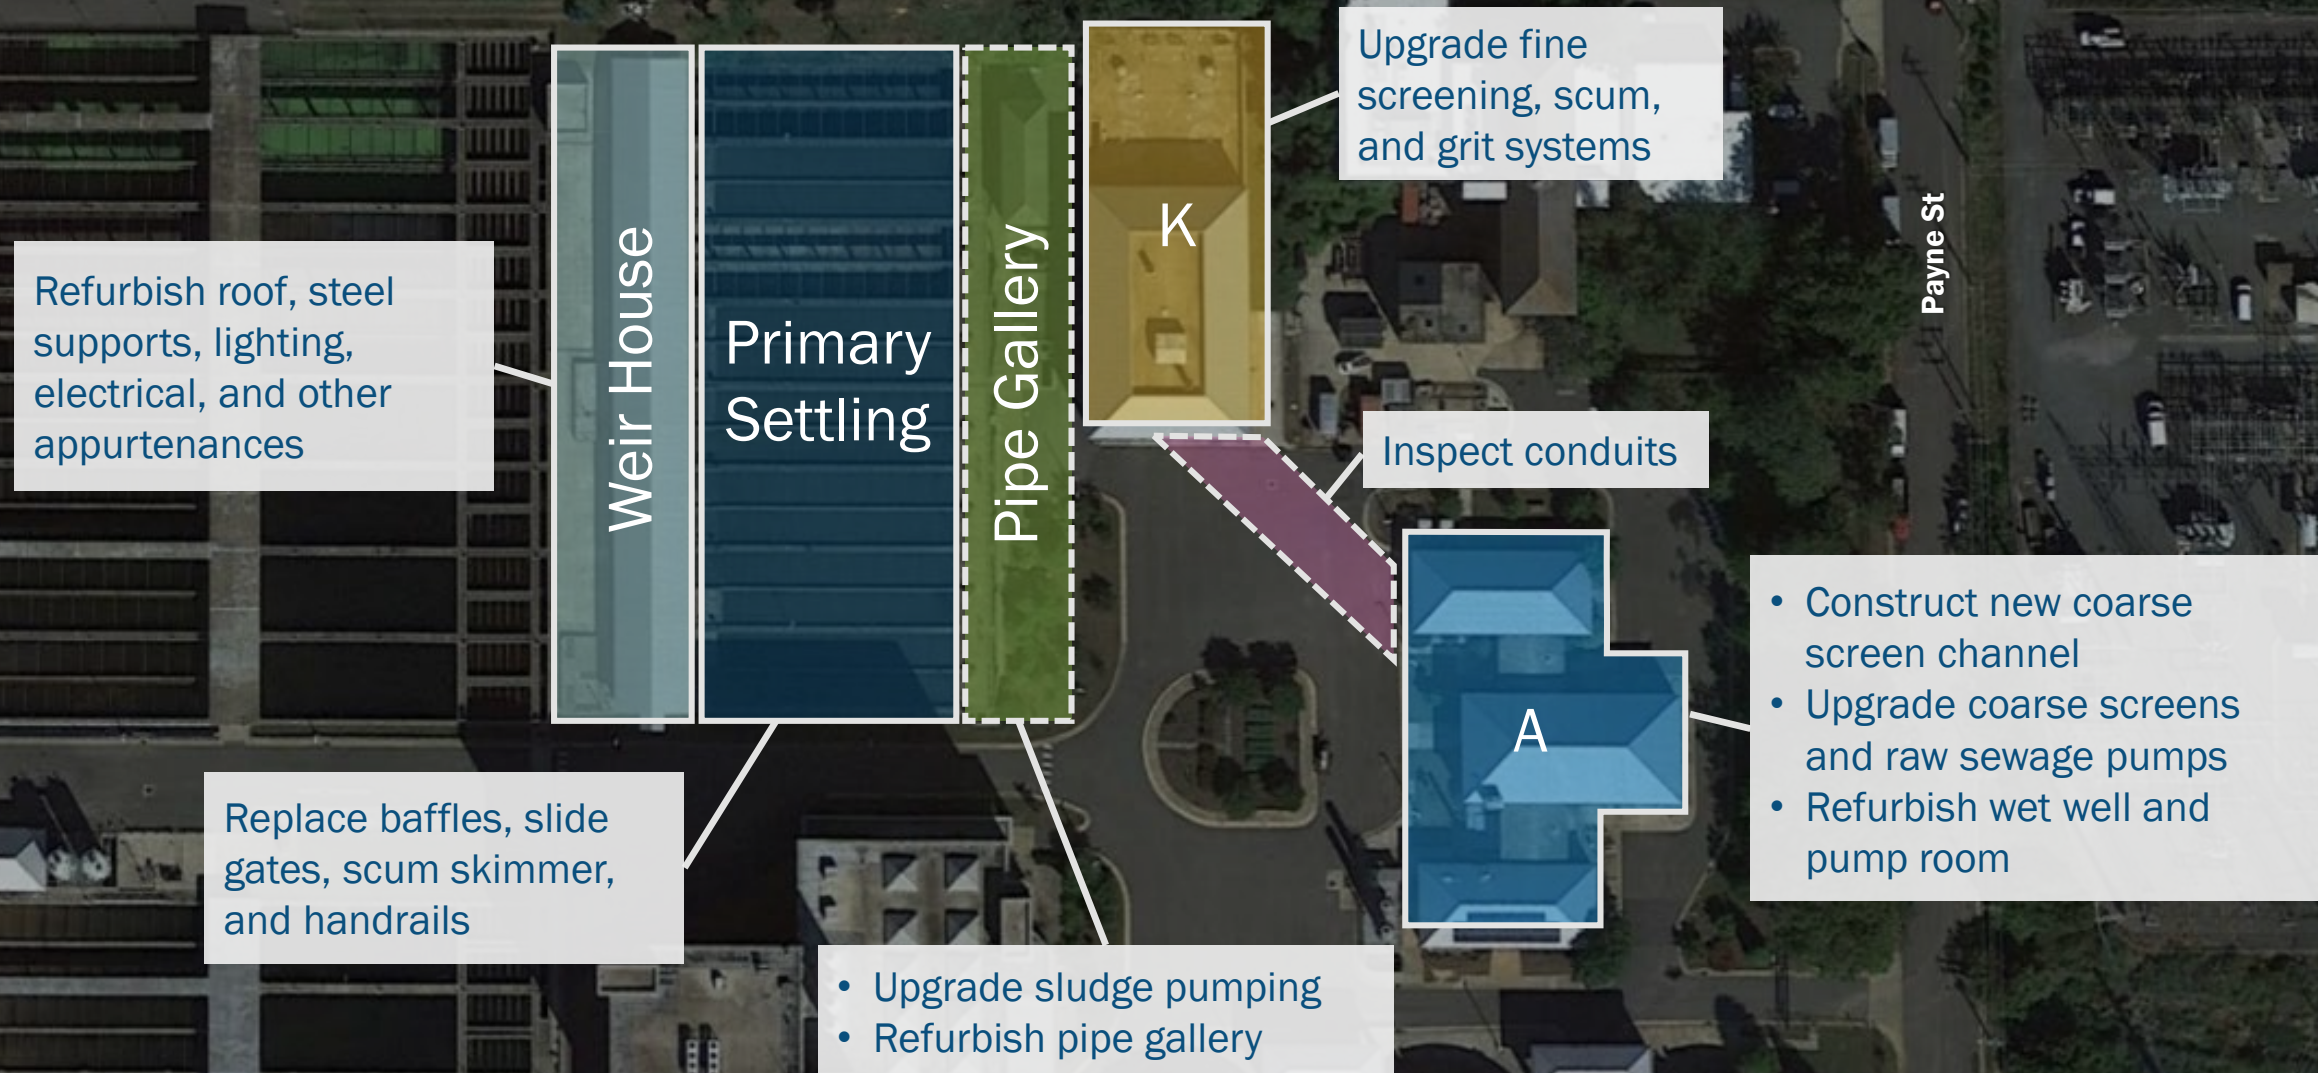 Upgrade fine
screening, scum,
and grit systems
K
Payne St
Refurbish roof, steel
supports, lighting,
electrical, and other
appurtenances
Weir House
Primary
Settling
Pipe Gallery
Inspect conduits
A
• Construct new coarse
screen channel
• Upgrade coarse screens
and raw sewage pumps
• Refurbish wet well and
pump room
Replace baffles, slide
gates, scum skimmer,
and handrails
• Upgrade sludge pumping
• Refurbish pipe gallery